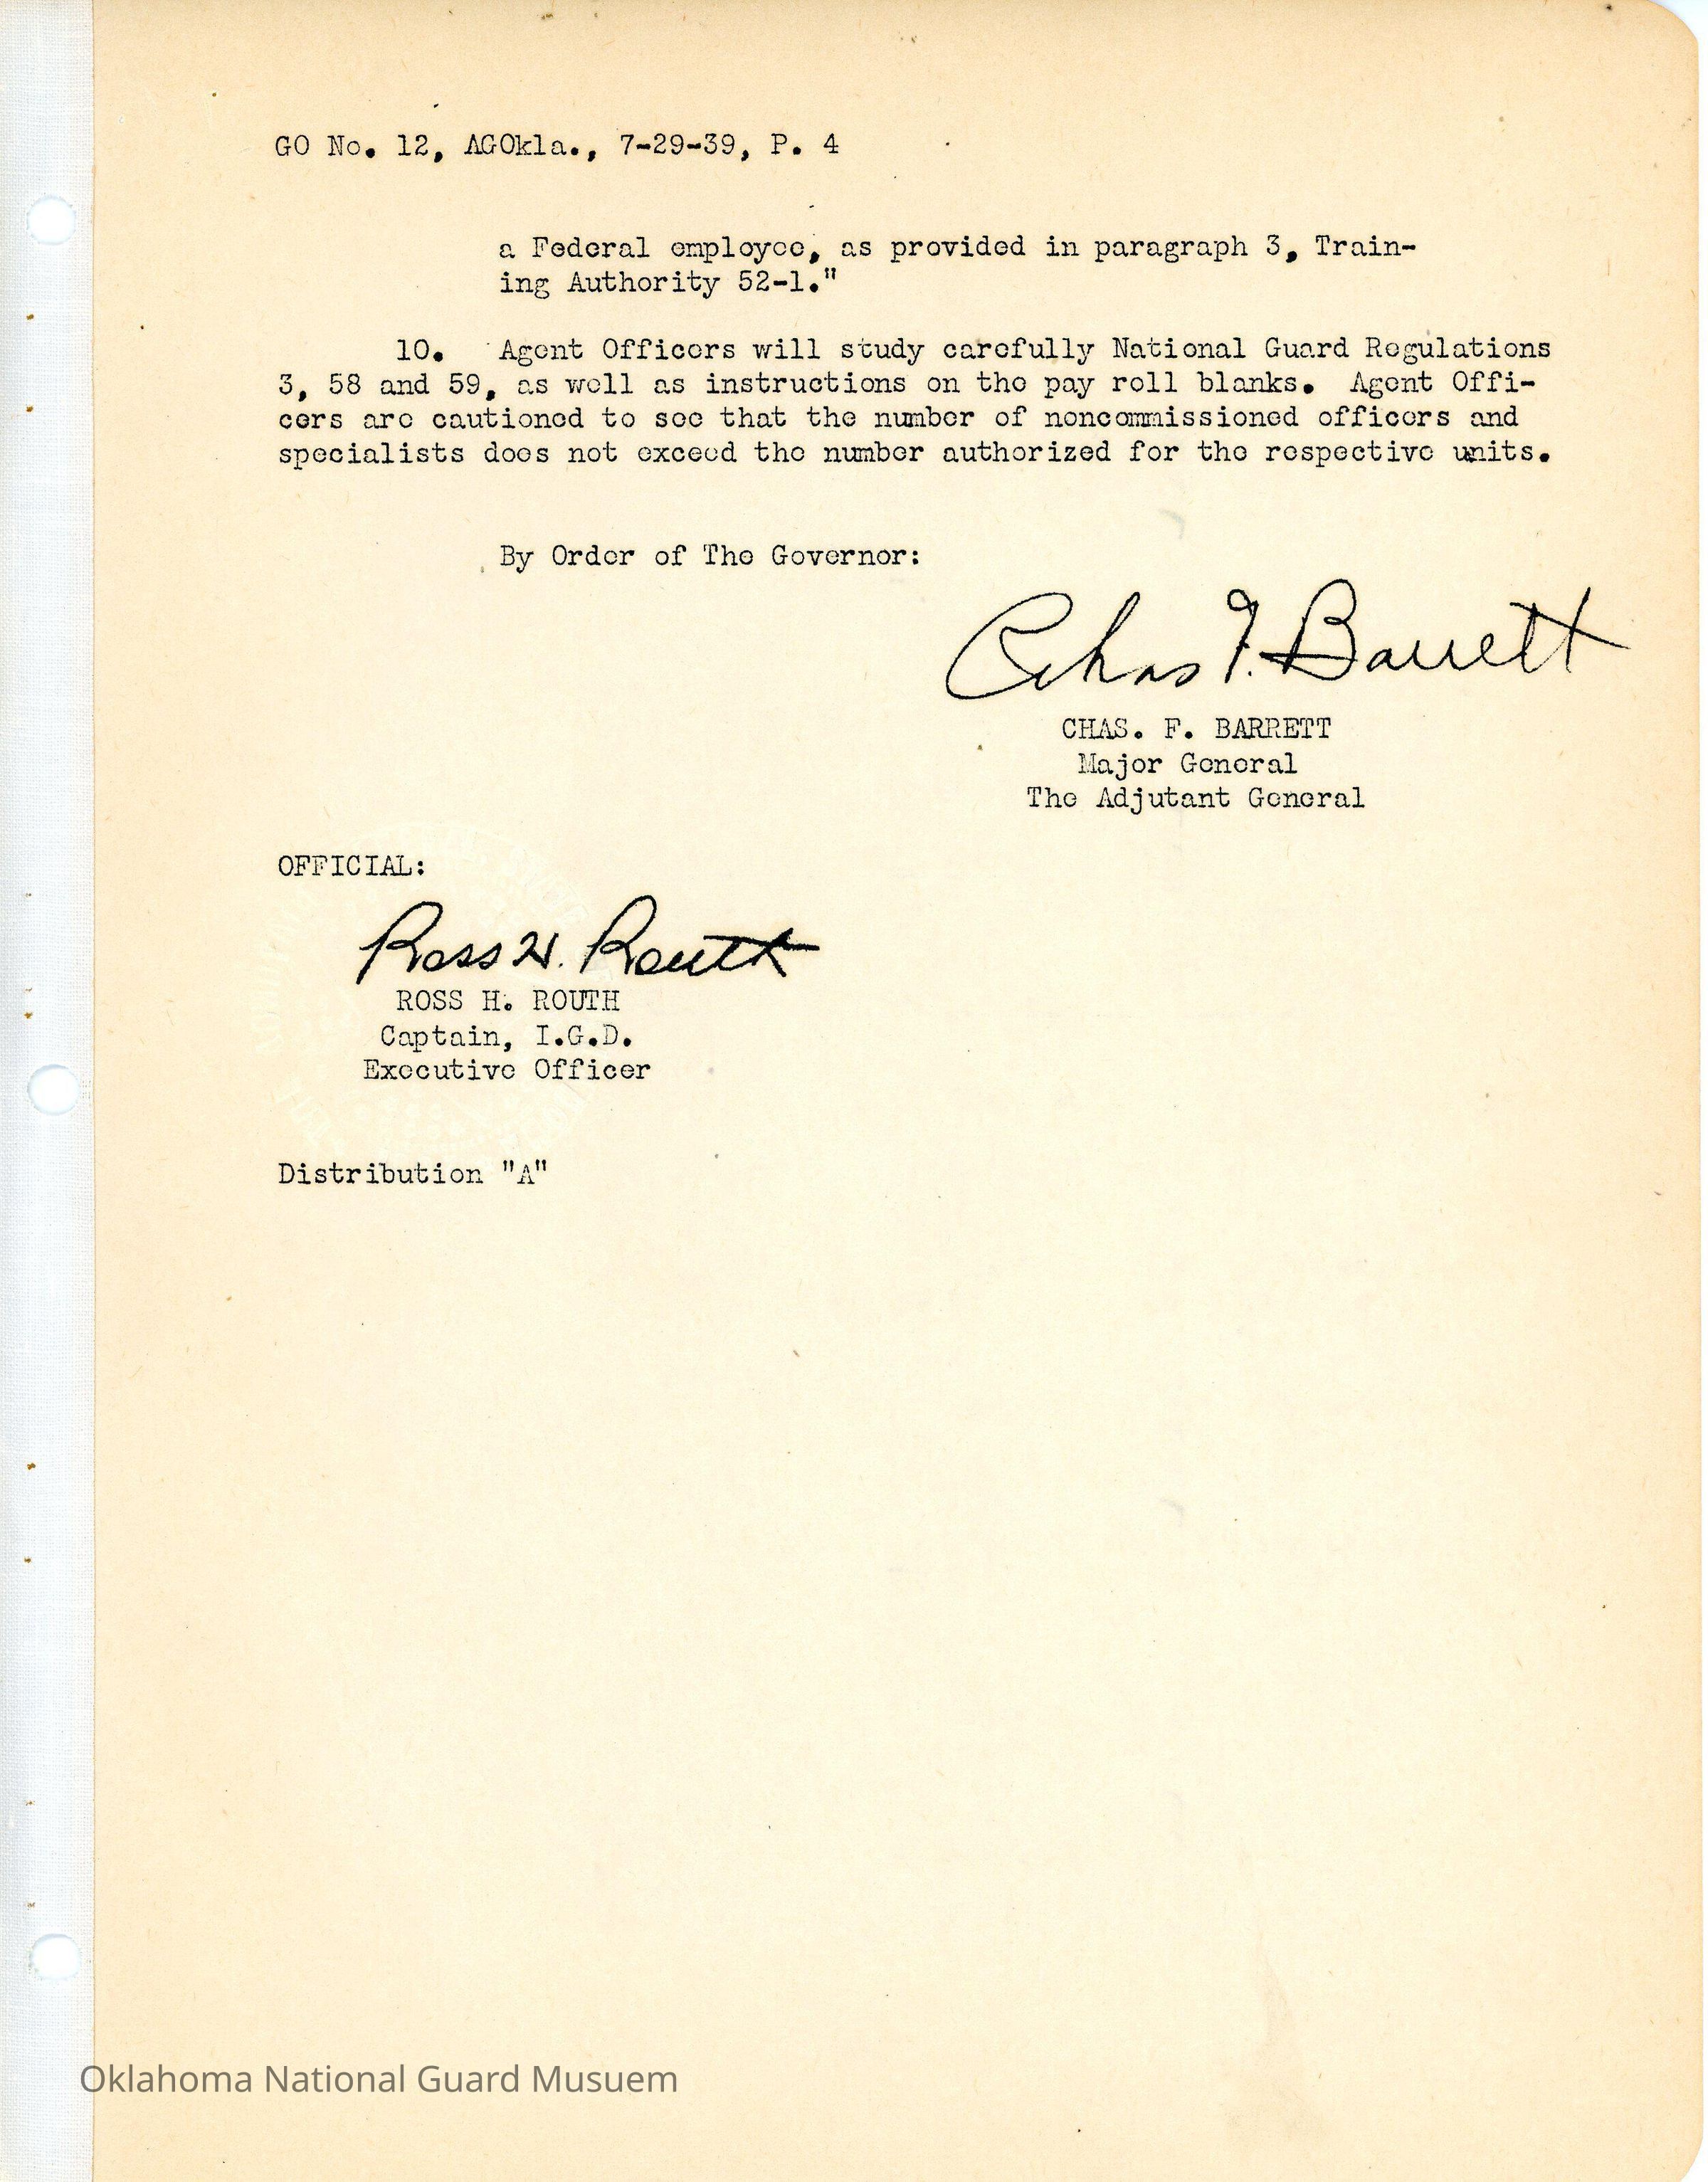 GO No. 12, AGOkla., 7-29-39, P. 4
a Federal employee, as provided in paragraph 3, Train-
ing Authority 52-1."
10. Agent Officers will study carefully National Guard Regulations
3, 58 and 59, as well as instructions on the pay roll blanks. Agent Offi-
cers are cautioned to see that the number of noncommissioned officers and
specialists does not exceed the number authorized for the respective units.
By Order of The Governor:
Chas F. Barrett
CHAS. F. BARRETT
Major General
The Adjutant General
OFFICIAL:
Ross H. Routh
ROSS H. ROUTH
Captain, I.G.D.
Executive Officer
Distribution "A"
Oklahoma National Guard Musuem